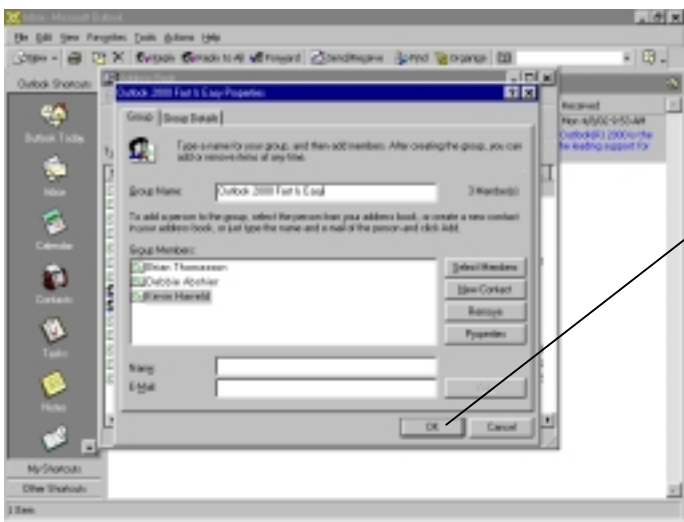 Inbox - Microsoft Outlook
File Edit View Favorites Tools Actions Help
New Reply Reply to All Forward Send/Receive Find Organize
Outlook Shortcuts
Outlook Today
Inbox
Calendar
Contacts
Tasks
Notes
My Shortcuts
Other Shortcuts
1 Item
Address Book
Outlook 2000 Fast & Easy Properties
Group Group Details
Type a name for your group, and then add members. After creating the group, you can
add or remove items at any time.
Group Name: Outlook 2000 Fast & Easy 3 Member(s)
To add a person to the group, select the person from your address book, or create a new contact
in your address book, or just type the name and e-mail of the person and click Add.
Group Members:
Brian Thomasson
Debbie Abshier
Kevin Harreld
Select Members
New Contact
Remove
Properties
Name:
E-Mail:
OK Cancel
Received
the leading support for